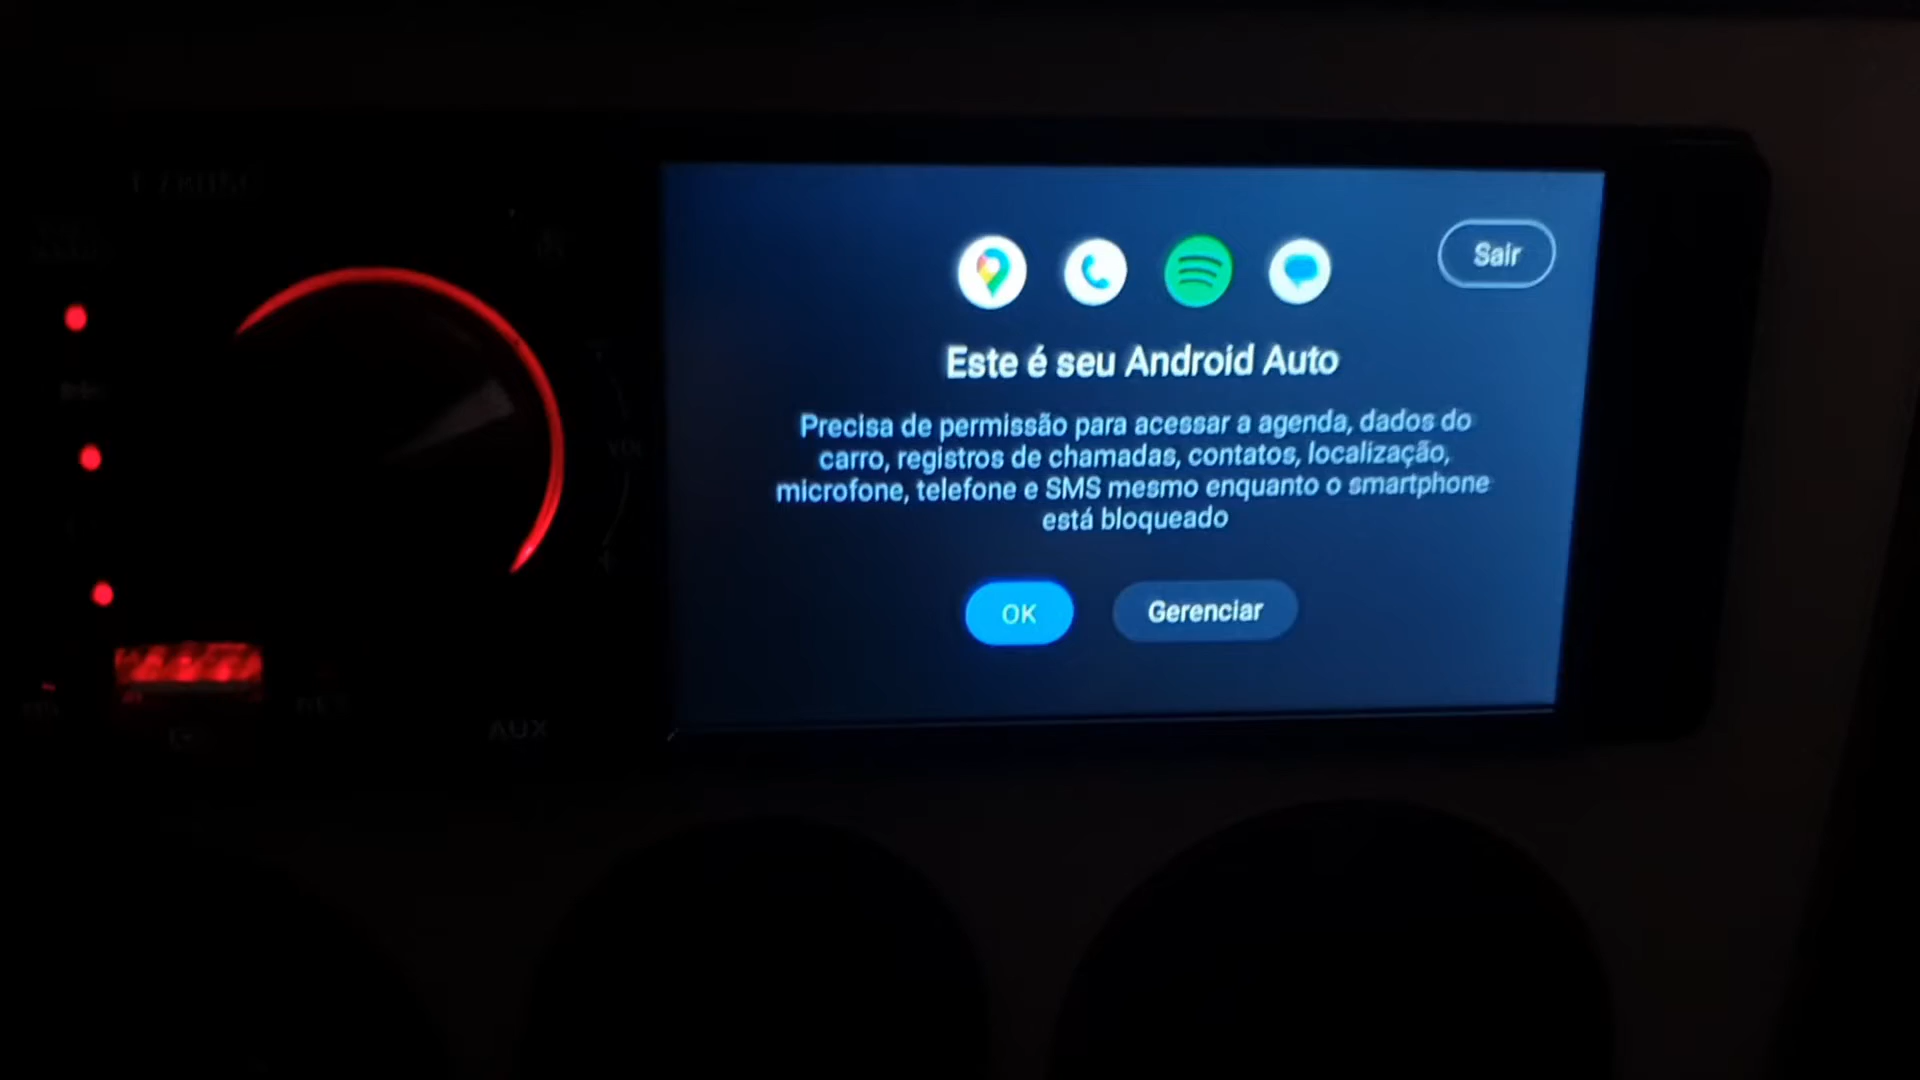 Sair
Este é seu Android Auto
Precisa de permissão para acessar a agenda, dados do
carro, registros de chamadas, contatos, localização,
microfone, telefone e SMS mesmo enquanto o smartphone
está bloqueado
OK
Gerenciar
VOL
AUX